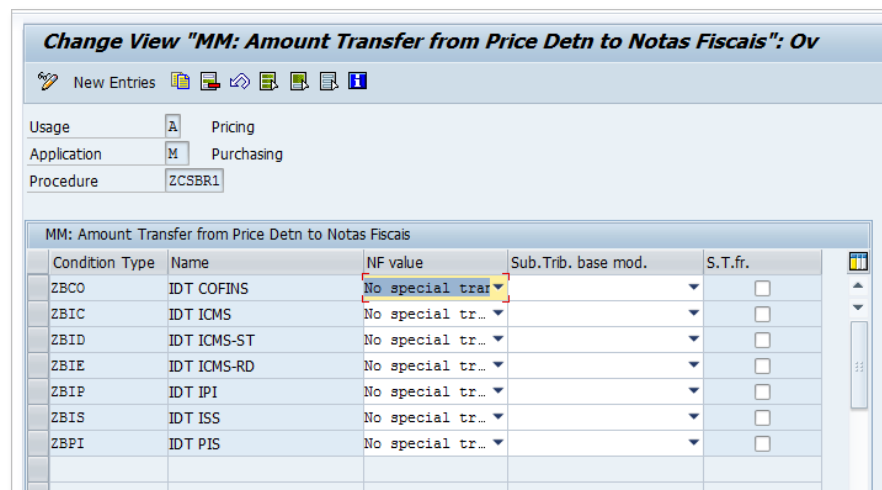 Change View "MM: Amount Transfer from Price Detn to Notas Fiscais": Ov
New Entries
Usage A Pricing
Application M Purchasing
Procedure ZCSBR1
MM: Amount Transfer from Price Detn to Notas Fiscais
Condition Type Name NF value Sub.Trib. base mod. S.T.fr.
ZBCO IDT COFINS No special tran
ZBIC IDT ICMS No special tr…
ZBID IDT ICMS-ST No special tr…
ZBIE IDT ICMS-RD No special tr…
ZBIP IDT IPI No special tr…
ZBIS IDT ISS No special tr…
ZBPI IDT PIS No special tr…